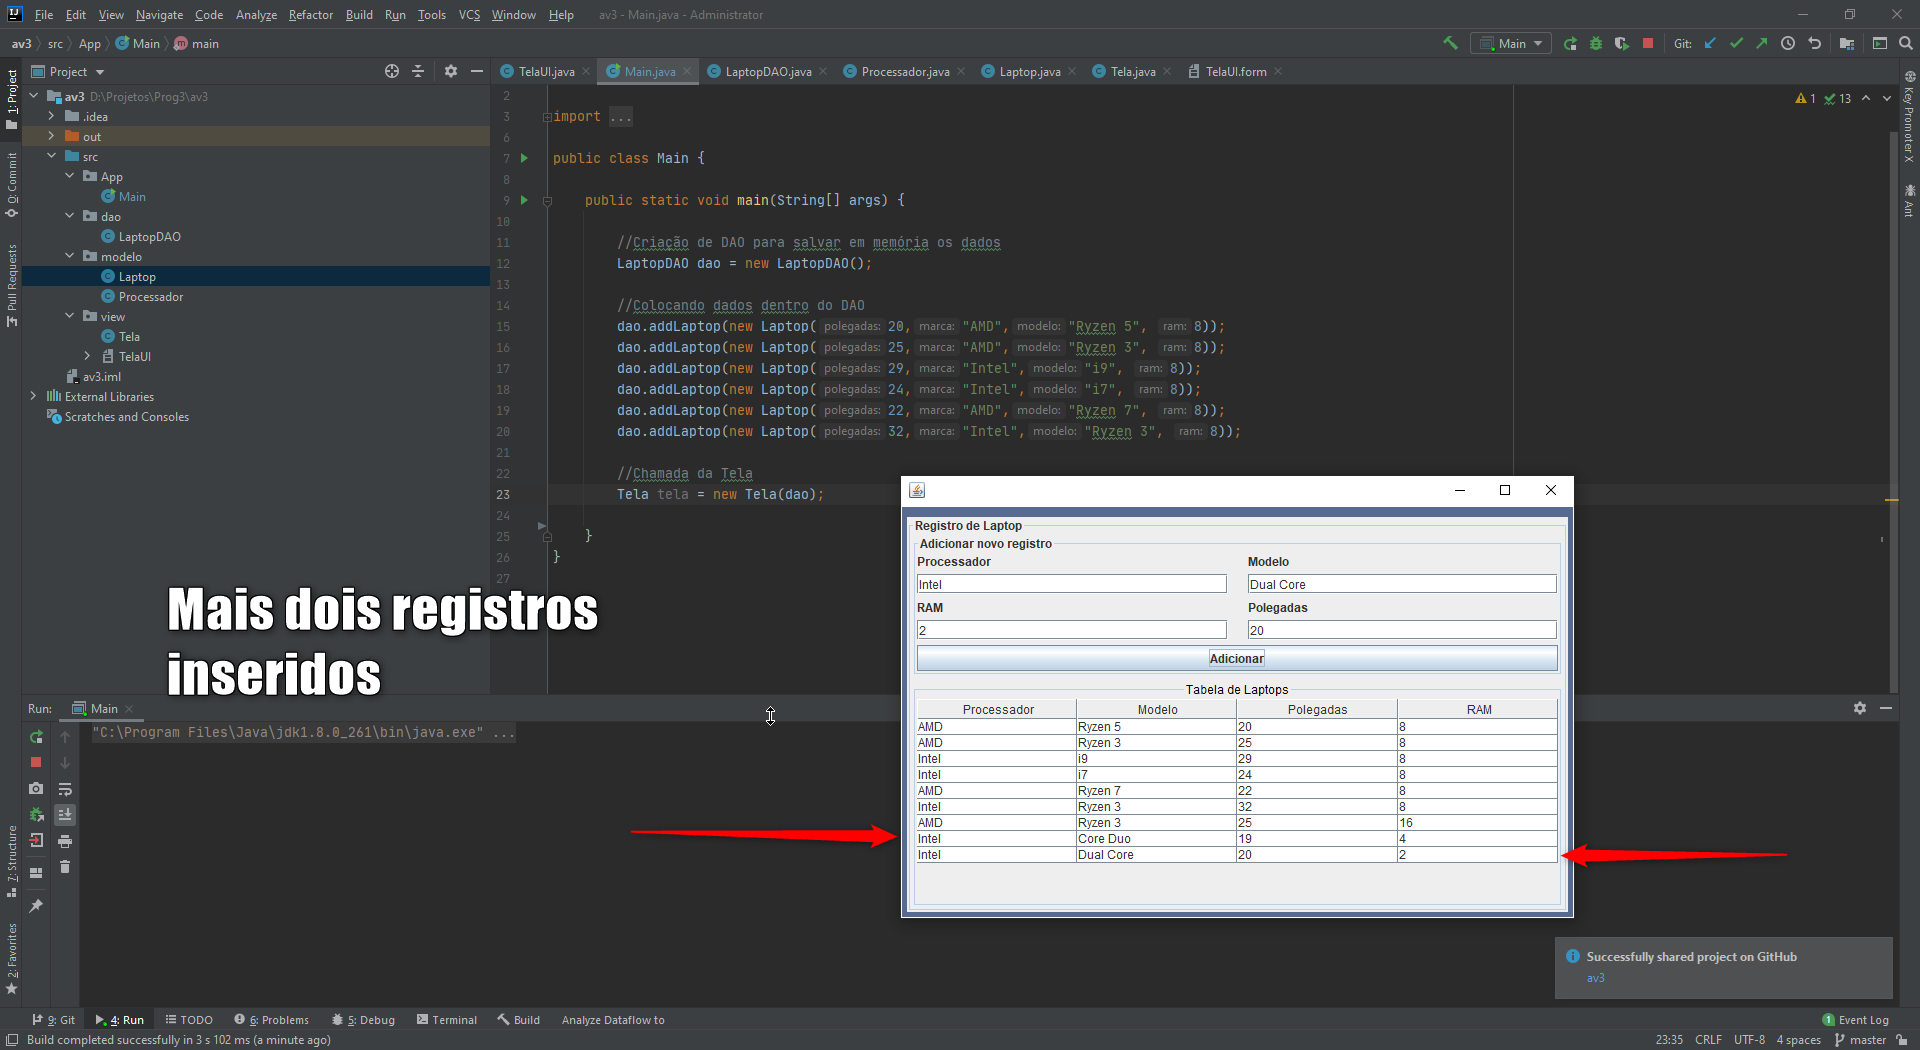 File Edit View Navigate Code Analyze Refactor Build Run Tools VCS Window Help av3 - Main.java - Administrator
av3 src App Main main
Main Git:
1: Project
0: Commit
Pull Requests
7: Structure
2: Favorites
Project
av3 D:\Projetos\Prog3\av3
.idea
out
src
App
Main
dao
LaptopDAO
modelo
Laptop
Processador
view
Tela
TelaUI
av3.iml
External Libraries
Scratches and Consoles
TelaUI.java Main.java LaptopDAO.java Processador.java Laptop.java Tela.java TelaUI.form
1 13
Key Promoter X
Ant
2
3 import ...
6
7 public class Main {
8
9 public static void main(String[] args) {
10
11 //Criação de DAO para salvar em memória os dados
12 LaptopDAO dao = new LaptopDAO();
13
14 //Colocando dados dentro do DAO
15 dao.addLaptop(new Laptop( polegadas: 20, marca: "AMD", modelo: "Ryzen 5", ram: 8));
16 dao.addLaptop(new Laptop( polegadas: 25, marca: "AMD", modelo: "Ryzen 3", ram: 8));
17 dao.addLaptop(new Laptop( polegadas: 29, marca: "Intel", modelo: "i9", ram: 8));
18 dao.addLaptop(new Laptop( polegadas: 24, marca: "Intel", modelo: "i7", ram: 8));
19 dao.addLaptop(new Laptop( polegadas: 22, marca: "AMD", modelo: "Ryzen 7", ram: 8));
20 dao.addLaptop(new Laptop( polegadas: 32, marca: "Intel", modelo: "Ryzen 3", ram: 8));
21
22 //Chamada da Tela
23 Tela tela = new Tela(dao);
24
25 }
26 }
27
Mais dois registros
inseridos
Registro de Laptop
Adicionar novo registro
Processador Modelo
Intel Dual Core
RAM Polegadas
2 20
Adicionar
Tabela de Laptops
Processador Modelo Polegadas RAM
AMD Ryzen 5 20 8
AMD Ryzen 3 25 8
Intel i9 29 8
Intel i7 24 8
AMD Ryzen 7 22 8
Intel Ryzen 3 32 8
AMD Ryzen 3 25 16
Intel Core Duo 19 4
Intel Dual Core 20 2
Run: Main
"C:\Program Files\Java\jdk1.8.0_261\bin\java.exe" ...
Successfully shared project on GitHub
av3
9: Git 4: Run TODO 6: Problems 5: Debug Terminal Build Analyze Dataflow to 1 Event Log
Build completed successfully in 3 s 102 ms (a minute ago) 23:35 CRLF UTF-8 4 spaces master